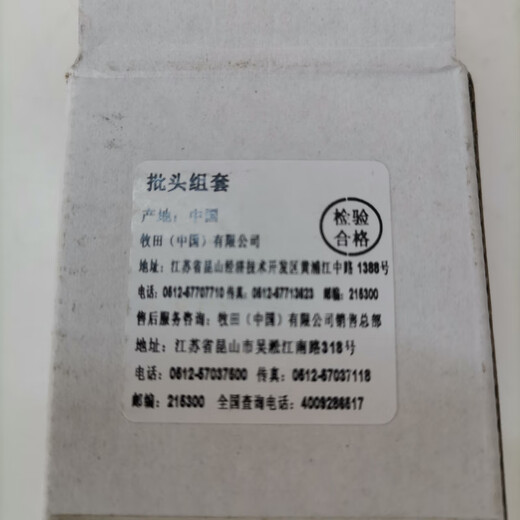 批头组套
产地：中国
检验
合格
牧田（中国）有限公司
地址：江苏省昆山经济技术开发区黄浦江中路 1388号
电话：0512-57707710 传真：0512-57713623 邮编：215300
售后服务咨询：牧田（中国）有限公司销售总部
地址：江苏省昆山市吴淞江南路318号
电话：0512-57037500 传真：0512-57037118
邮编：215300 全国查询电话：4009286617